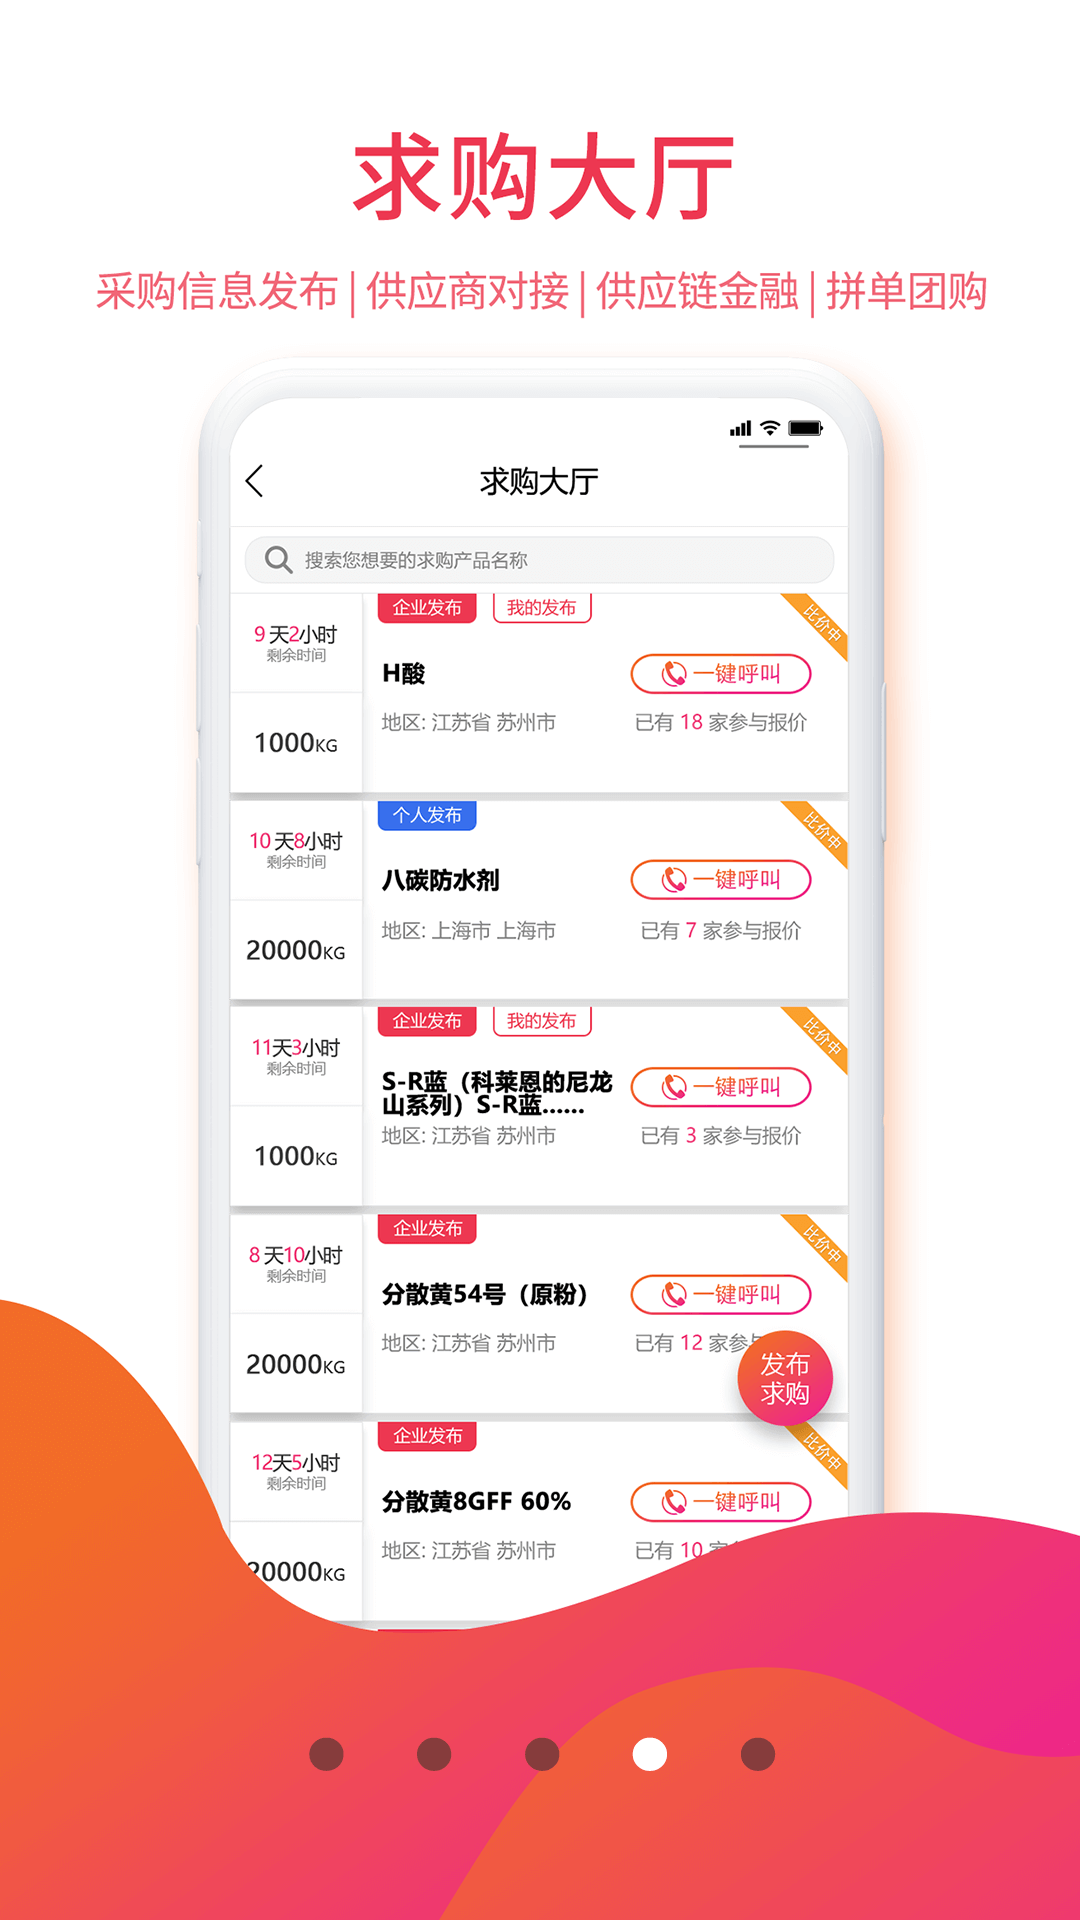 求购大厅
采购信息发布|供应商对接|供应链金融|拼单团购
求购大厅
搜索您想要的求购产品名称
企业发布 我的发布
比价中
9天2小时
剩余时间
H酸
一键呼叫
地区: 江苏省 苏州市
已有 18 家参与报价
1000KG
个人发布
比价中
10天8小时
剩余时间
八碳防水剂
一键呼叫
地区: 上海市 上海市
已有 7 家参与报价
20000KG
企业发布 我的发布
比价中
11天3小时
剩余时间
S-R蓝（科莱恩的尼龙
山系列）S-R蓝......
一键呼叫
地区: 江苏省 苏州市
已有 3 家参与报价
1000KG
企业发布
比价中
8天10小时
剩余时间
分散黄54号（原粉）
一键呼叫
地区: 江苏省 苏州市
已有 12 家参与
20000KG
发布
求购
企业发布
比价中
12天5小时
剩余时间
分散黄8GFF 60%
一键呼叫
地区: 江苏省 苏州市
已有 10
20000KG